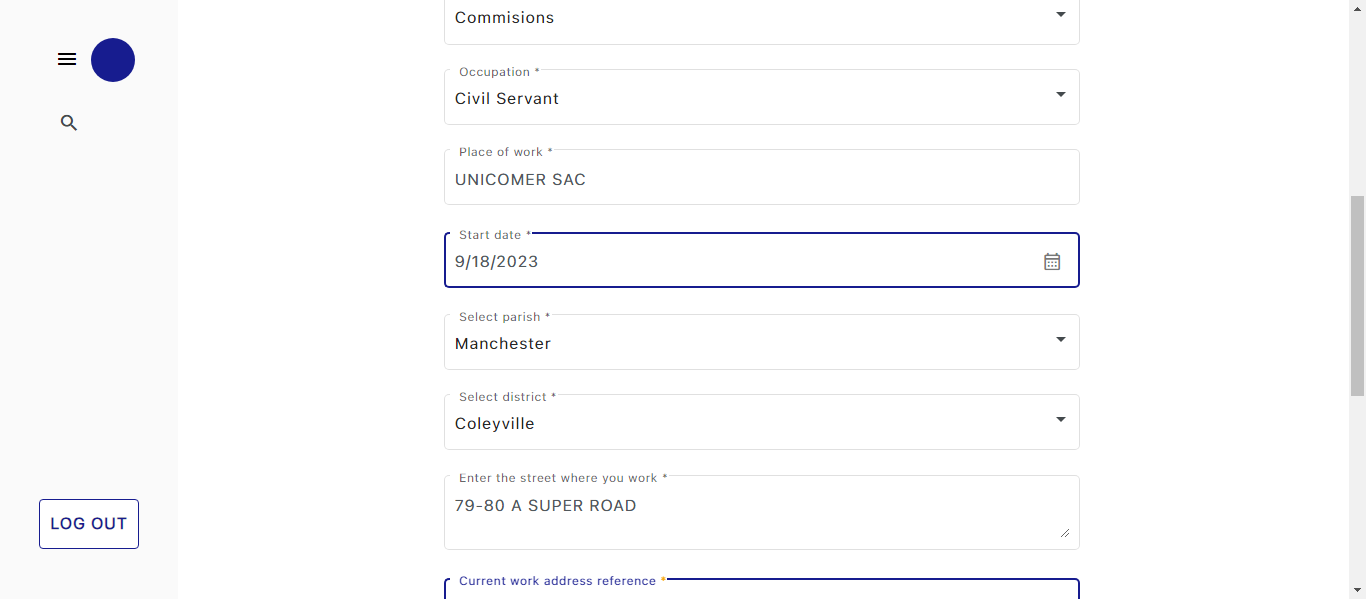 Commisions
Occupation *
Civil Servant
Place of work *
UNICOMER SAC
Start date *
9/18/2023
Select parish *
Manchester
Select district *
Coleyville
Enter the street where you work *
79-80 A SUPER ROAD
LOG OUT
Current work address reference *